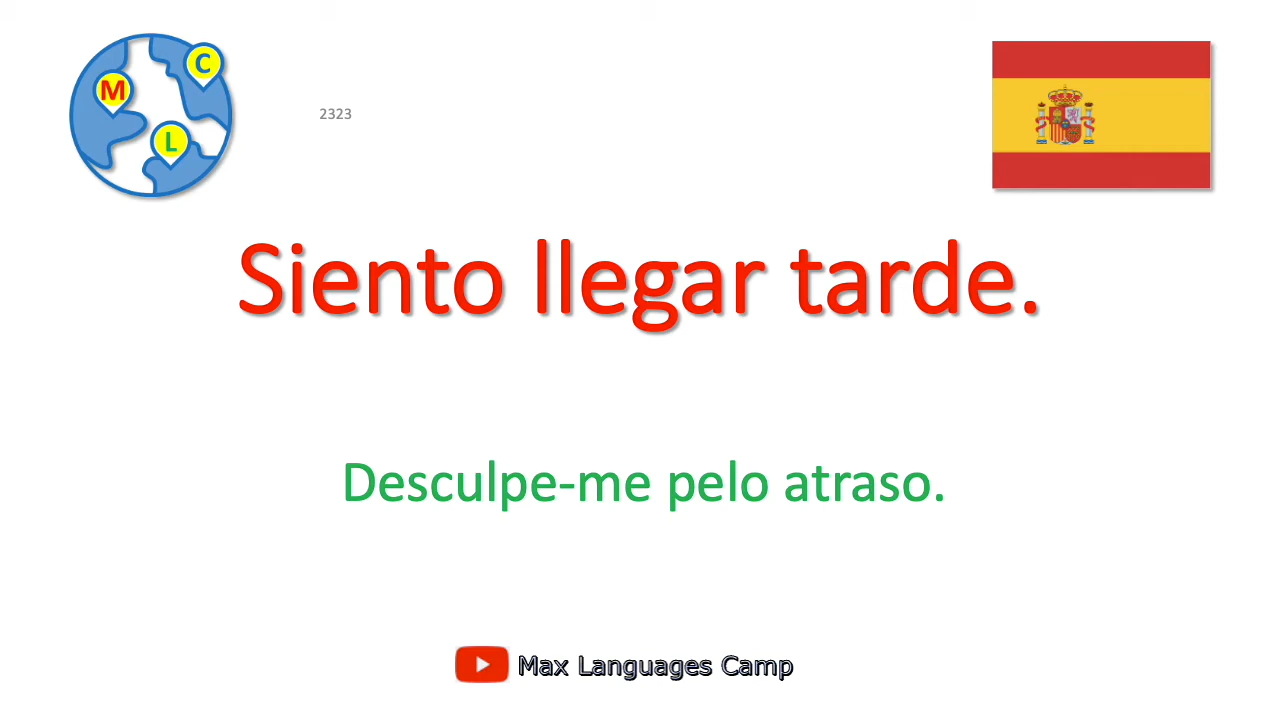 C
M
L
2323
Siento llegar tarde.
Desculpe-me pelo atraso.
Max Languages Camp